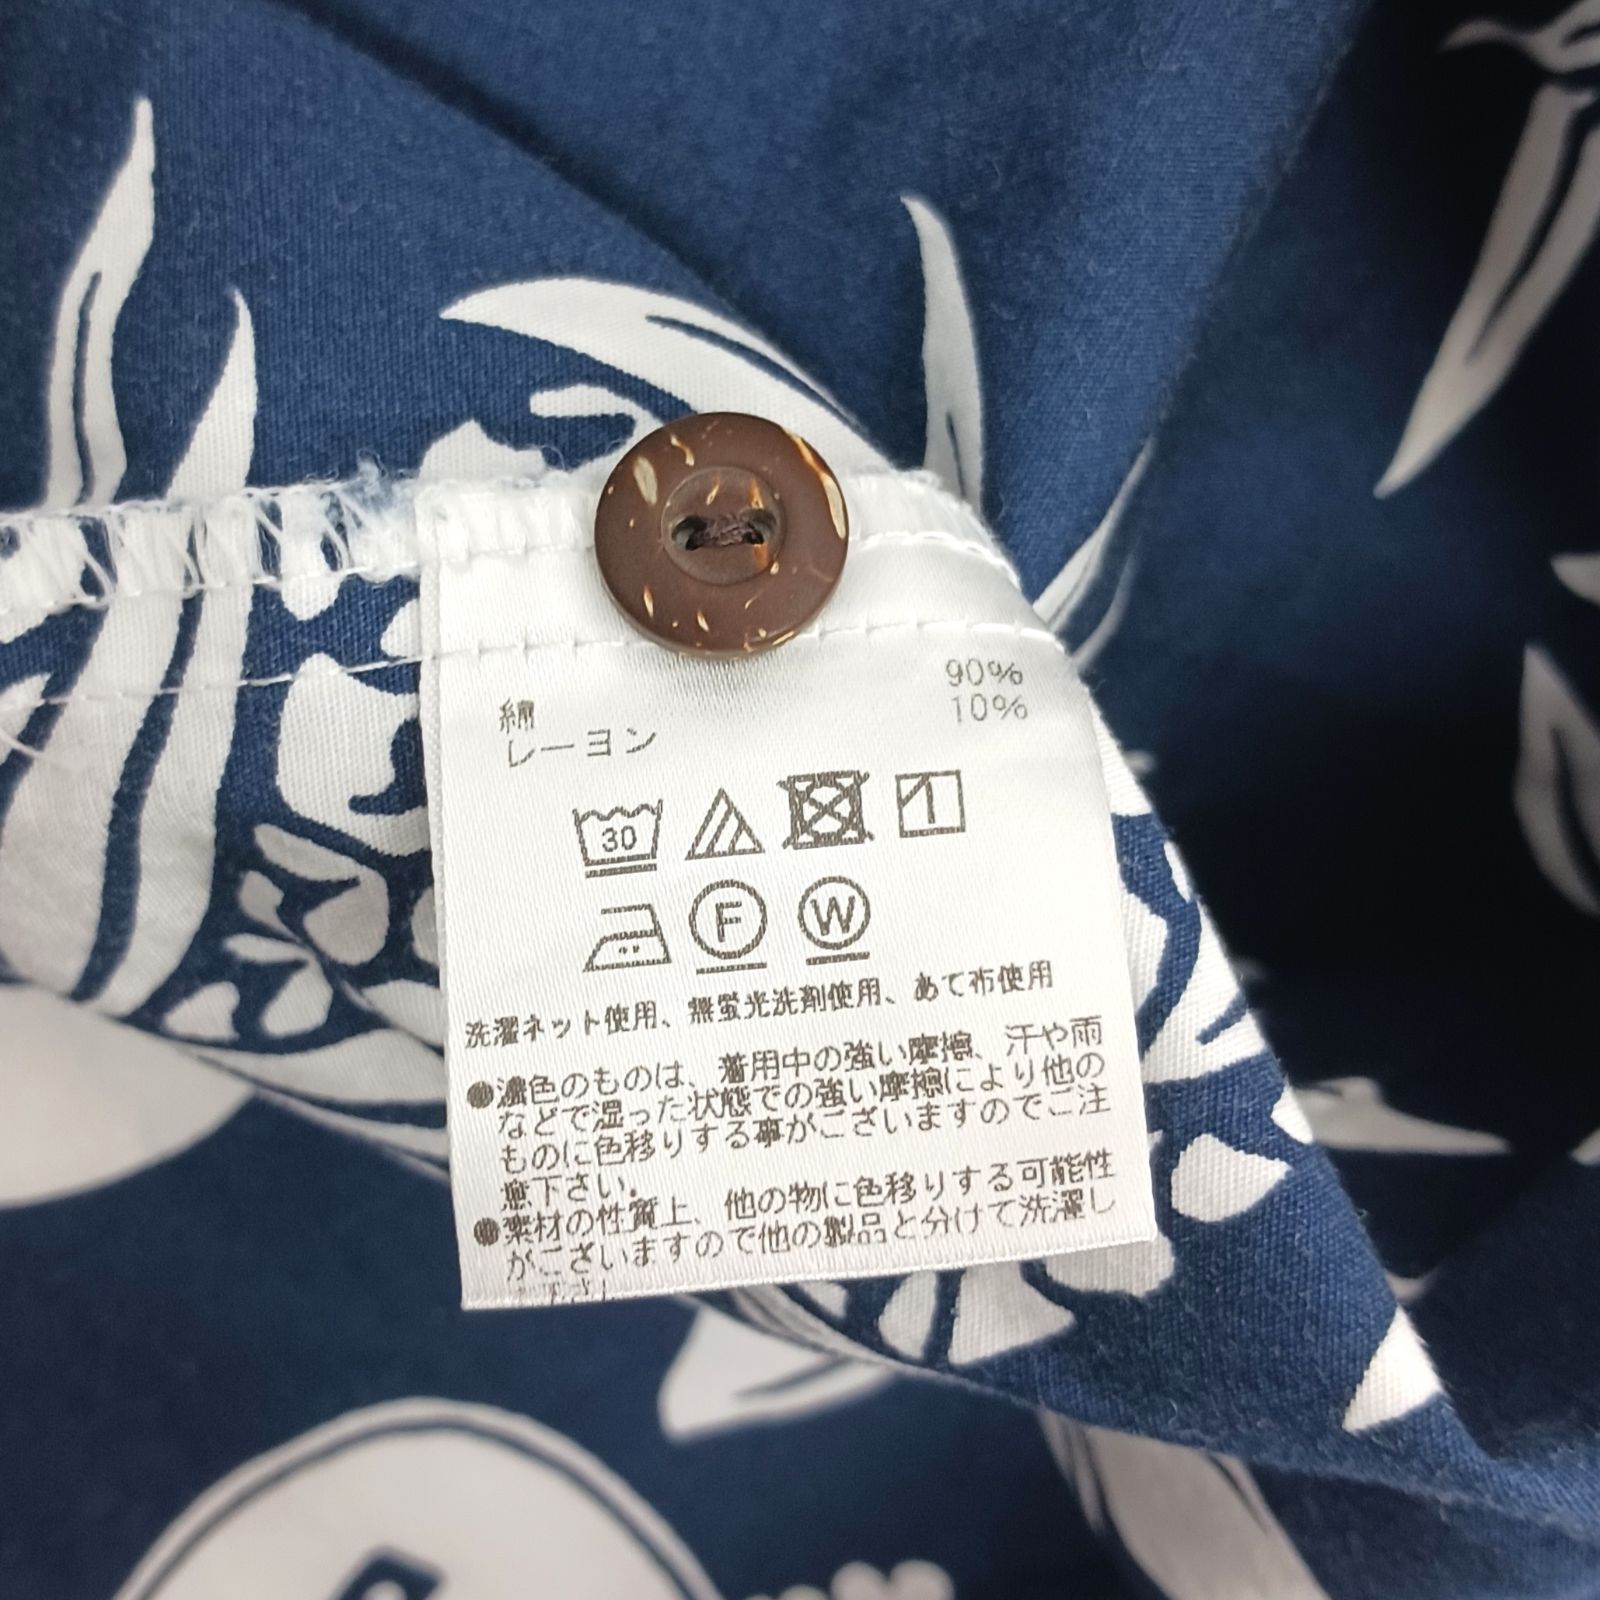 綿 90%
レーヨン 10%
30
F W
洗濯ネット使用、無蛍光洗剤使用、あて布使用
●濃色のものは、着用中の強い摩擦、汗や雨
などで湿った状態での強い摩擦により他の
ものに色移りする事がございますのでご注
意下さい。
●素材の性質上、他の物に色移りする可能性
がございますので他の製品と分けて洗濯し
て下さい